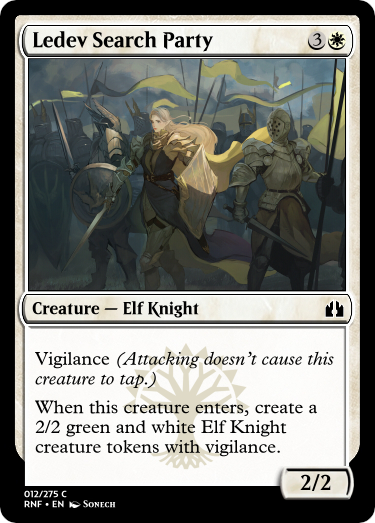 Ledev Search Party 3
Creature — Elf Knight
Vigilance (Attacking doesn't cause this
creature to tap.)
When this creature enters, create a
2/2 green and white Elf Knight
creature tokens with vigilance.
2/2
012/275 C
RNF • EN Sonech